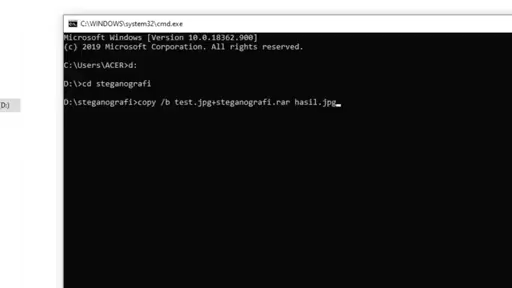 C:\WINDOWS\system32\cmd.exe
Microsoft Windows [Version 10.0.18362.900]
(c) 2019 Microsoft Corporation. All rights reserved.
C:\Users\ACER>d:
D:\>cd steganografi
(D:)
D:\steganografi>copy /b test.jpg+steganografi.rar hasil.jpg_